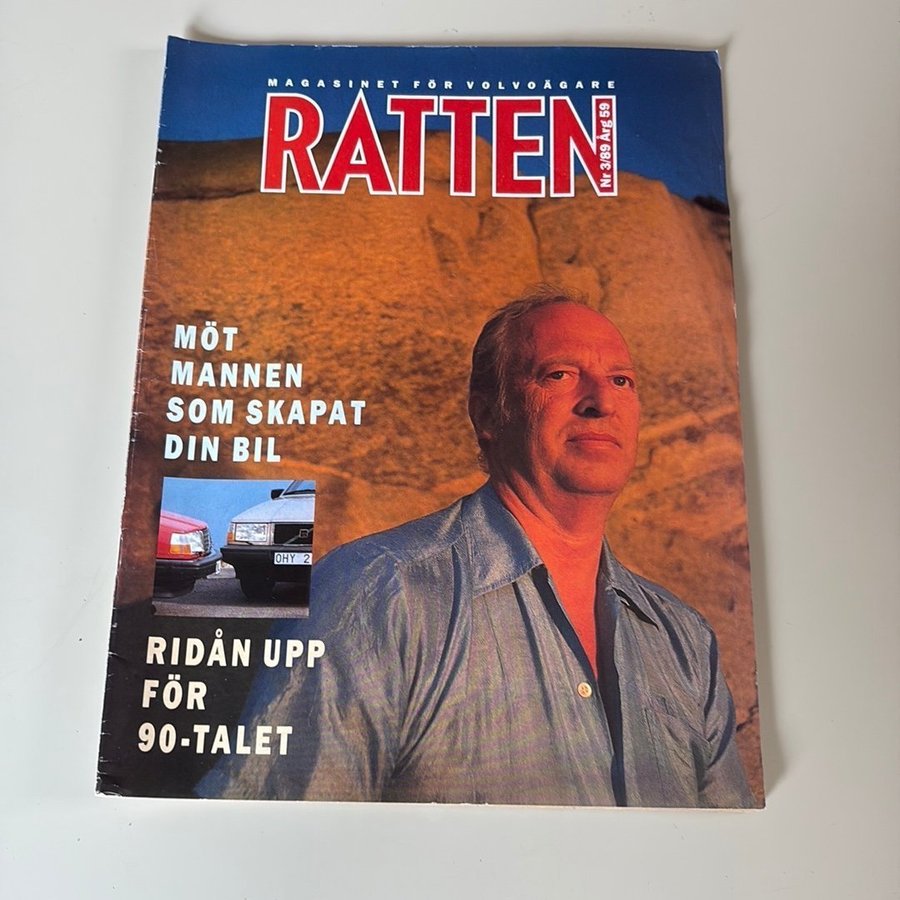 MAGASINET FÖR VOLVOÄGARE
RATTEN
Nr 3/89 Årg 59
MÖT
MANNEN
SOM SKAPAT
DIN BIL
OHY 2
RIDÅN UPP
FÖR
90-TALET